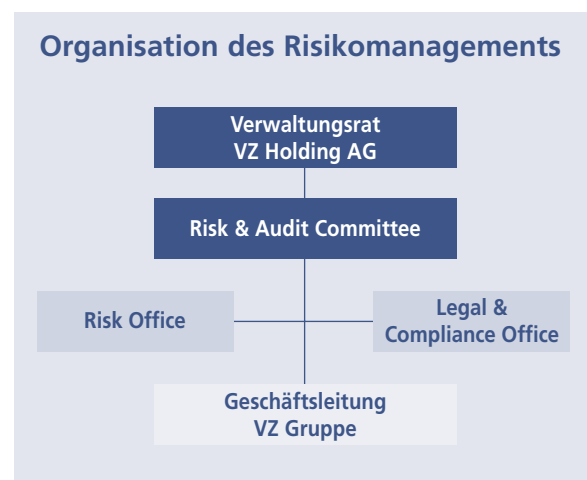 Organisation des Risikomanagements
Verwaltungsrat
VZ Holding AG
Risk & Audit Committee
Risk Office
Legal &
Compliance Office
Geschäftsleitung
VZ Gruppe